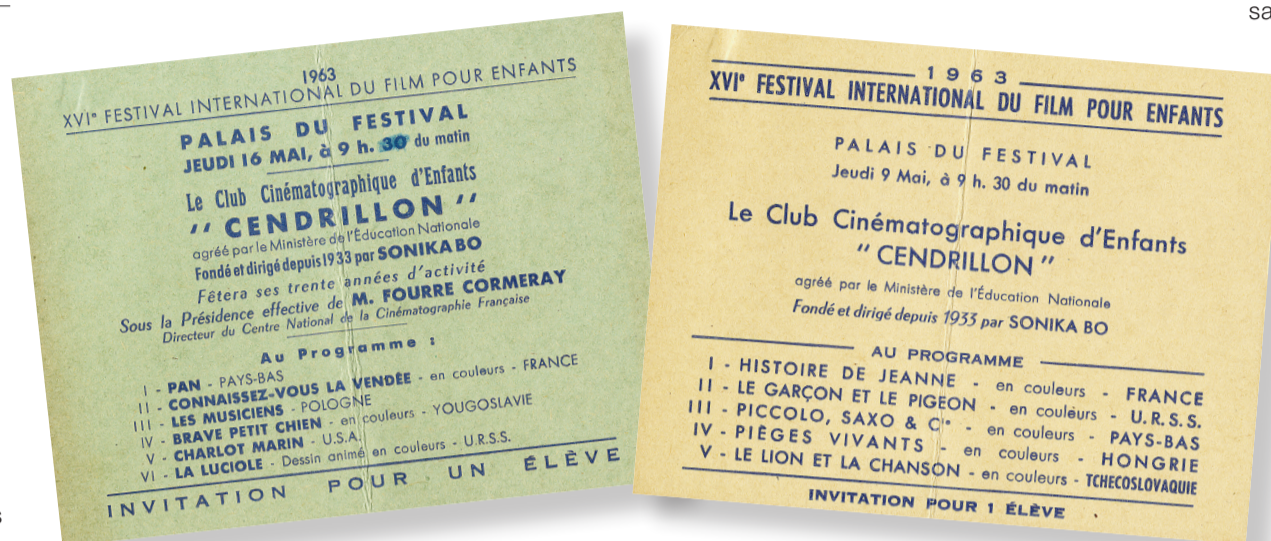 sa
1963
XVIᵉ FESTIVAL INTERNATIONAL DU FILM POUR ENFANTS
PALAIS DU FESTIVAL
JEUDI 16 MAI, à 9 h. 30 du matin
Le Club Cinématographique d'Enfants
" CENDRILLON "
agréé par le Ministère de l'Éducation Nationale
Fondé et dirigé depuis 1933 par SONIKA BO
Fêtera ses trente années d'activité
Sous la Présidence effective de M. FOURRE CORMERAY
Directeur du Centre National de la Cinématographie Française
Au Programme :
I - PAN - PAYS-BAS
II - CONNAISSEZ-VOUS LA VENDÉE - en couleurs - FRANCE
III - LES MUSICIENS - POLOGNE
IV - BRAVE PETIT CHIEN - en couleurs - YOUGOSLAVIE
V - CHARLOT MARIN - U.S.A.
VI - LA LUCIOLE - Dessin animé en couleurs - U.R.S.S.
INVITATION POUR UN ÉLÈVE
1963
XVIᵉ FESTIVAL INTERNATIONAL DU FILM POUR ENFANTS
PALAIS DU FESTIVAL
Jeudi 9 Mai, à 9 h. 30 du matin
Le Club Cinématographique d'Enfants
" CENDRILLON "
agréé par le Ministère de l'Éducation Nationale
Fondé et dirigé depuis 1933 par SONIKA BO
AU PROGRAMME
I - HISTOIRE DE JEANNE - en couleurs - FRANCE
II - LE GARÇON ET LE PIGEON - en couleurs - U.R.S.S.
III - PICCOLO, SAXO & Cⁱᵉ - en couleurs - PAYS-BAS
IV - PIÈGES VIVANTS - en couleurs - HONGRIE
V - LE LION ET LA CHANSON - en couleurs - TCHECOSLOVAQUIE
INVITATION POUR 1 ÉLÈVE
s